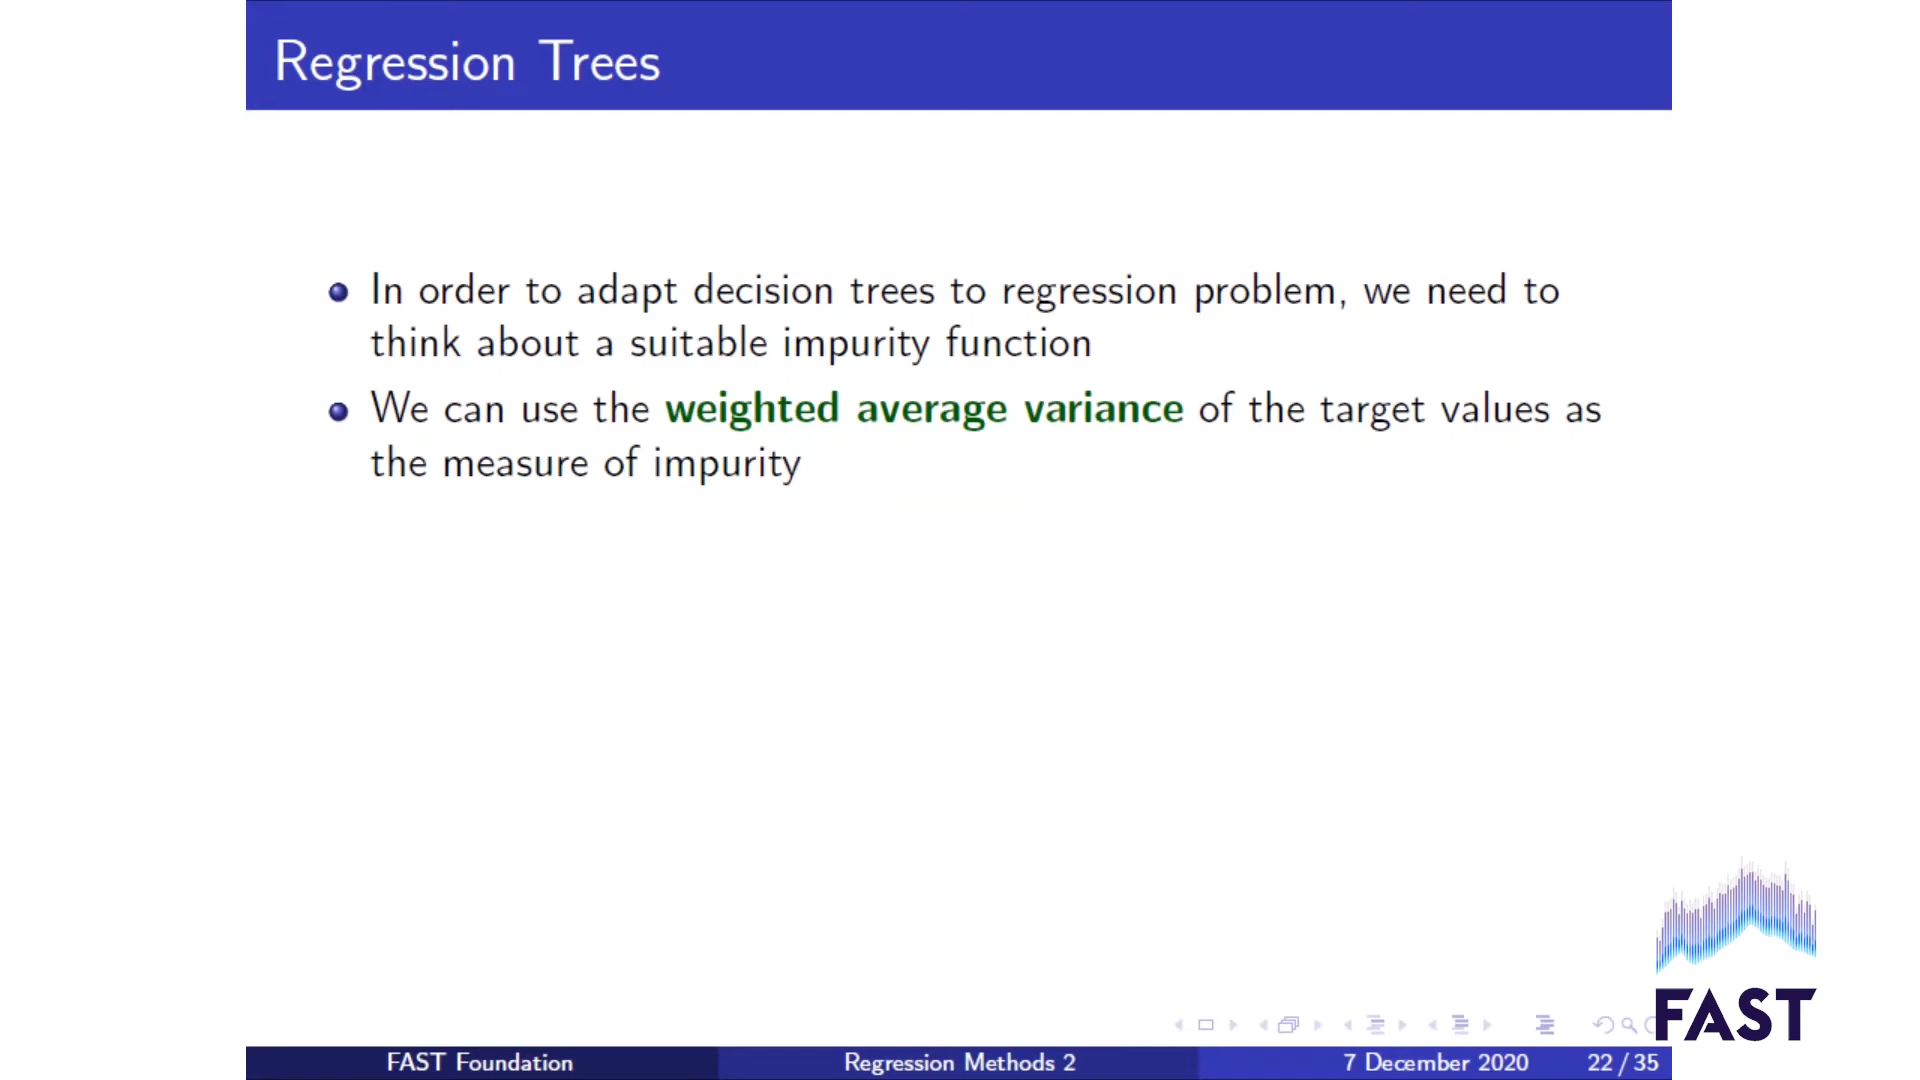 Regression Trees
In order to adapt decision trees to regression problem, we need to
think about a suitable impurity function
We can use the weighted average variance of the target values as
the measure of impurity
FAST
FAST Foundation
Regression Methods 2
7 December 2020
22 / 35